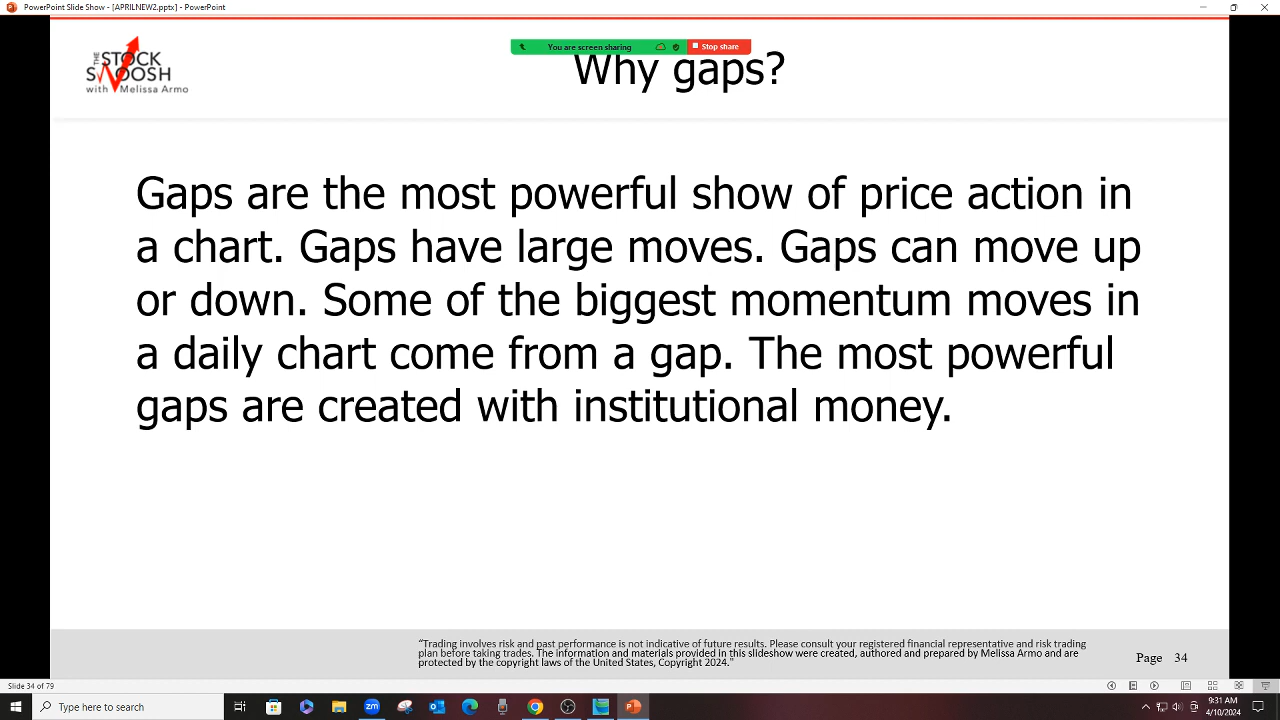 PowerPoint Slide Show - [APRILNEW2.pptx] - PowerPoint
You are screen sharing
Stop share
THE
STOCK
SWOOSH
with Melissa Armo
Why gaps?
Gaps are the most powerful show of price action in
a chart. Gaps have large moves. Gaps can move up
or down. Some of the biggest momentum moves in
a daily chart come from a gap. The most powerful
gaps are created with institutional money.
"Trading involves risk and past performance is not indicative of future results. Please consult your registered financial representative and risk trading
plan before taking trades. The information and materials provided in this slideshow were created, authored and prepared by Melissa Armo and are
protected by the copyright laws of the United States, Copyright 2024."
Page 34
Slide 34 of 79
Type here to search
9:31 AM
4/10/2024